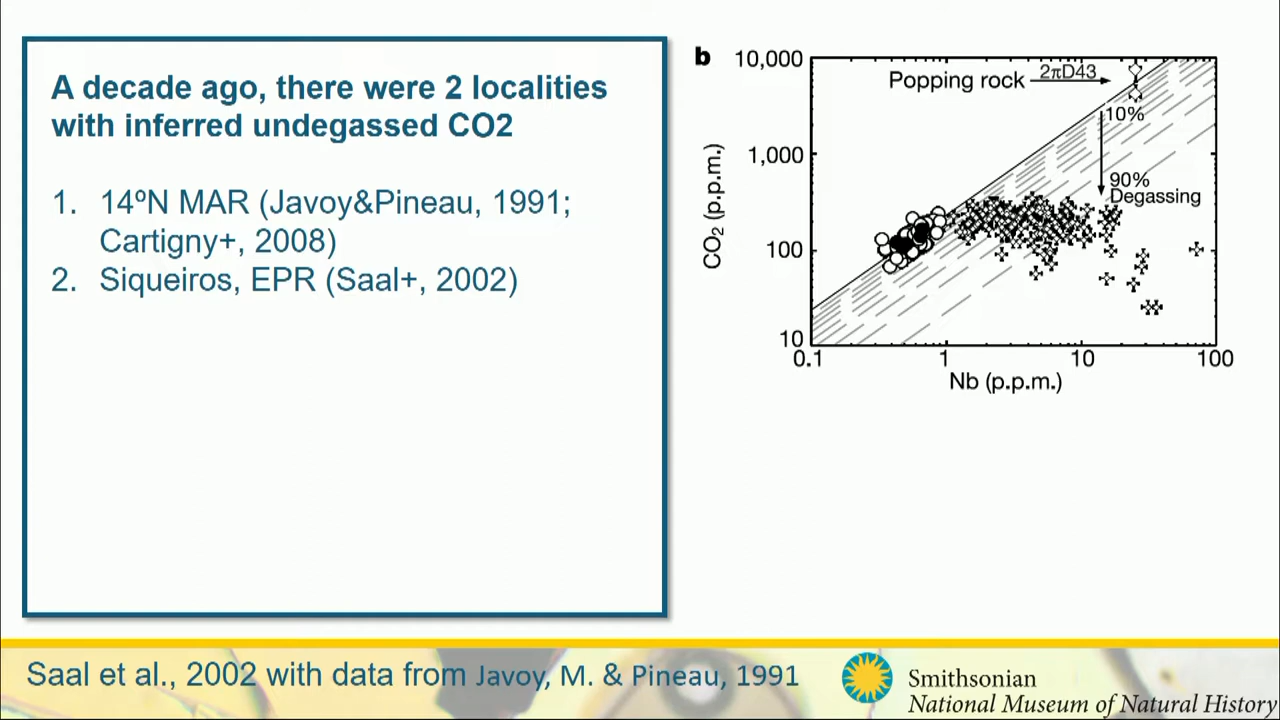 A decade ago, there were 2 localities
with inferred undegassed CO2
1. 14ºN MAR (Javoy&Pineau, 1991;
Cartigny+, 2008)
2. Siqueiros, EPR (Saal+, 2002)
b
10,000
1,000
100
10
CO₂ (p.p.m.)
Popping rock
2πD43
10%
90%
Degassing
0.1
1
10
100
Nb (p.p.m.)
Saal et al., 2002 with data from Javoy, M. & Pineau, 1991
Smithsonian
National Museum of Natural History